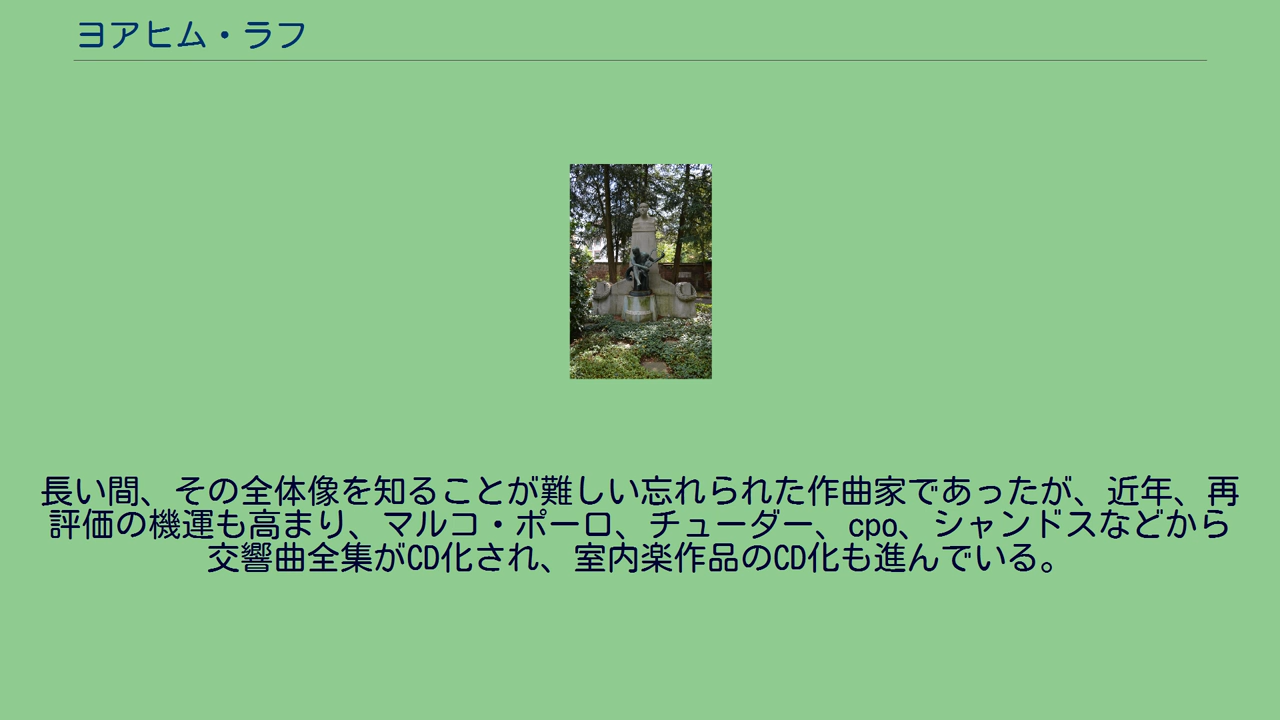 ヨアヒム・ラフ
長い間、その全体像を知ることが難しい忘れられた作曲家であったが、近年、再
評価の機運も高まり、マルコ・ポーロ、チューダー、cpo、シャンドスなどから
交響曲全集がCD化され、室内楽作品のCD化も進んでいる。